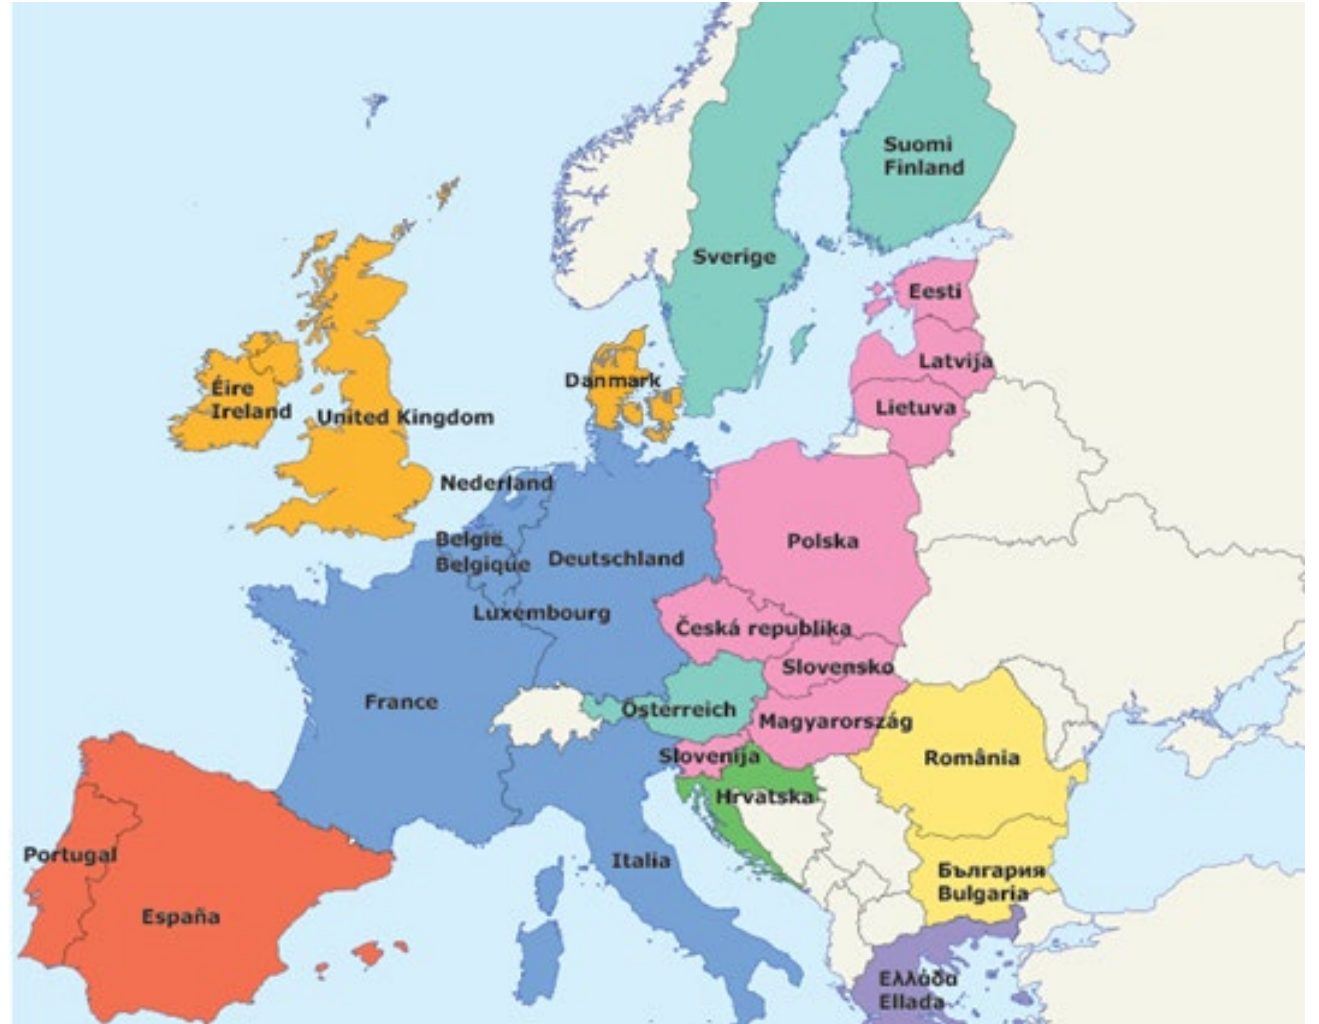 Suomi
Finland
Sverige
Eesti
Latvija
Lietuva
Danmark
Éire
Ireland
United Kingdom
Nederland
België
Belgique
Deutschland
Polska
Luxembourg
Česká republika
Slovensko
France
Österreich
Magyarország
Slovenija
România
Hrvatska
Portugal
Italia
България
Bulgaria
España
Ελλάδα
Ellada